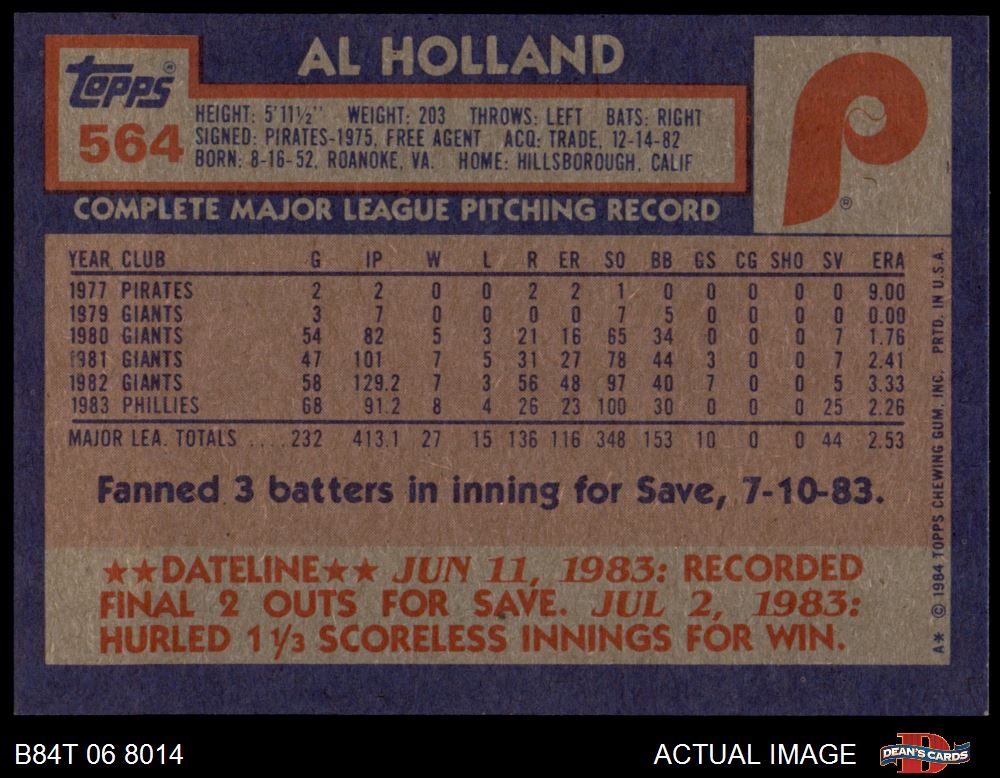 AL HOLLAND
Topps®
564
HEIGHT: 5'11½" WEIGHT: 203 THROWS: LEFT BATS: RIGHT
SIGNED: PIRATES-1975, FREE AGENT ACQ: TRADE, 12-14-82
BORN: 8-16-52, ROANOKE, VA. HOME: HILLSBOROUGH, CALIF
P ®
COMPLETE MAJOR LEAGUE PITCHING RECORD
YEAR CLUB G IP W L R ER SO BB GS CG SHO SV ERA
1977 PIRATES 2 2 0 0 2 2 1 0 0 0 0 0 9.00
1979 GIANTS 3 7 0 0 0 0 7 5 0 0 0 0 0.00
1980 GIANTS 54 82 5 3 21 16 65 34 0 0 0 7 1.76
1981 GIANTS 47 101 7 5 31 27 78 44 3 0 0 7 2.41
1982 GIANTS 58 129.2 7 3 56 48 97 40 7 0 0 5 3.33
1983 PHILLIES 68 91.2 8 4 26 23 100 30 0 0 0 25 2.26
MAJOR LEA. TOTALS .... 232 413.1 27 15 136 116 348 153 10 0 0 44 2.53
Fanned 3 batters in inning for Save, 7-10-83.
★★DATELINE★★ JUN 11, 1983: RECORDED
FINAL 2 OUTS FOR SAVE. JUL 2, 1983:
HURLED 1 1/3 SCORELESS INNINGS FOR WIN.
A* © 1984 TOPPS CHEWING GUM, INC. PRTD. IN U.S.A.
B84T 06 8014
ACTUAL IMAGE
DEAN'S CARDS